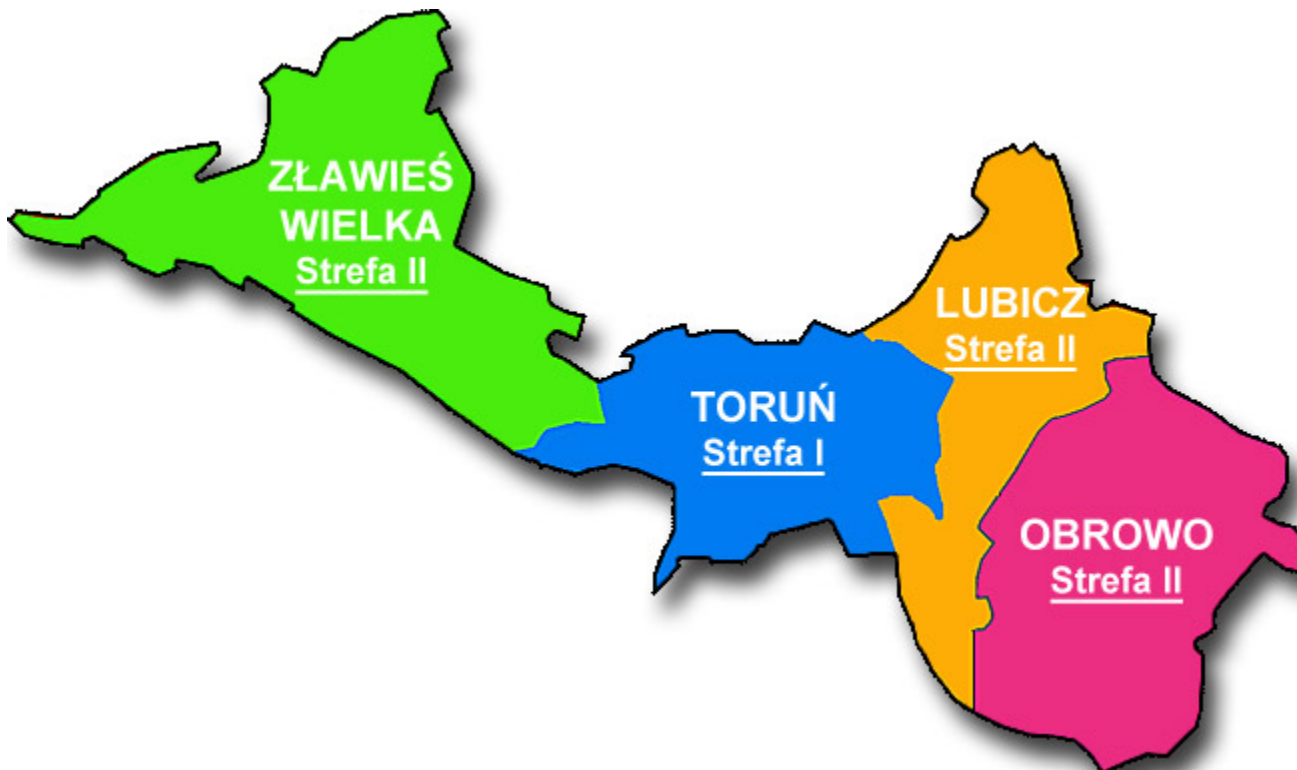 ZŁAWIEŚ
WIELKA
Strefa II
LUBICZ
Strefa II
TORUŃ
Strefa I
OBROWO
Strefa II